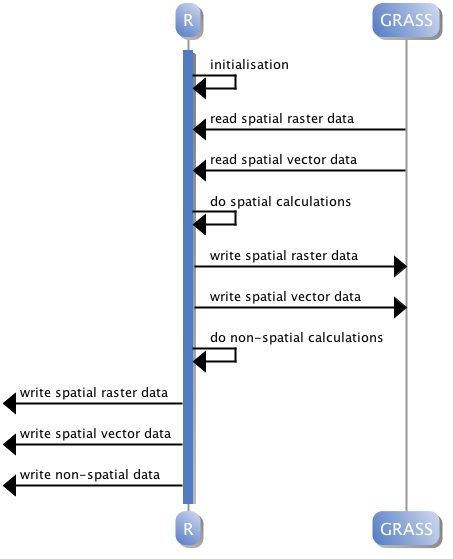 R GRASS
initialisation
read spatial raster data
read spatial vector data
do spatial calculations
write spatial raster data
write spatial vector data
do non-spatial calculations
write spatial raster data
write spatial vector data
write non-spatial data
R GRASS